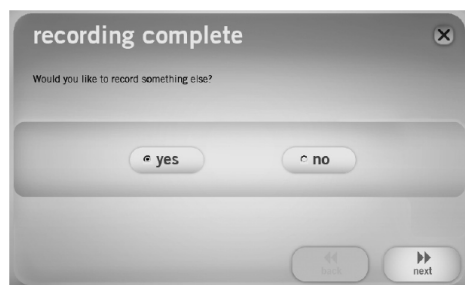 recording complete
Would you like to record something else?
yes
no
back
next